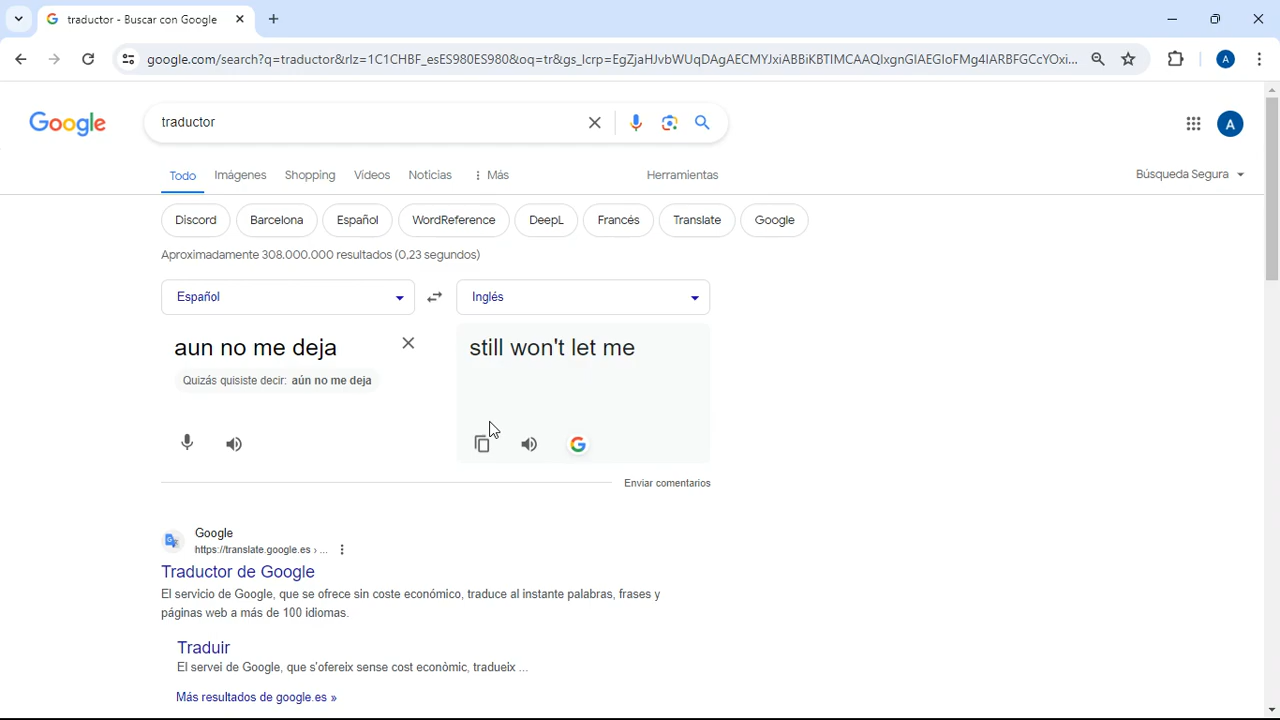 traductor - Buscar con Google
google.com/search?q=traductor&rlz=1C1CHBF_esES980ES980&oq=tr&gs_lcrp=EgZjaHJvbWUqDAgAECMYJxiABBiKBTIMCAAQIxgnGIAEGIoFMg4IARBFGCcYOxi...
A
Google
traductor
A
Todo
Imágenes
Shopping
Videos
Noticias
Más
Herramientas
Búsqueda Segura
Discord
Barcelona
Español
WordReference
DeepL
Francés
Translate
Google
Aproximadamente 308.000.000 resultados (0,23 segundos)
Español
Inglés
aun no me deja
still won't let me
Quizás quisiste decir: aún no me deja
Enviar comentarios
Google
https://translate.google.es › ...
Traductor de Google
El servicio de Google, que se ofrece sin coste económico, traduce al instante palabras, frases y
páginas web a más de 100 idiomas.
Traduir
El servei de Google, que s'ofereix sense cost econòmic, tradueix ...
Más resultados de google.es »